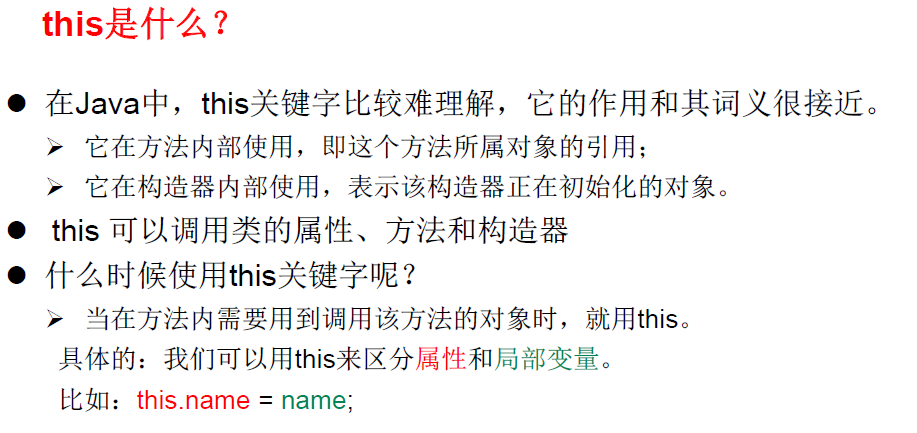 this是什么？
● 在Java中，this关键字比较难理解，它的作用和其词义很接近。
➢ 它在方法内部使用，即这个方法所属对象的引用；
➢ 它在构造器内部使用，表示该构造器正在初始化的对象。
● this 可以调用类的属性、方法和构造器
● 什么时候使用this关键字呢？
➢ 当在方法内需要用到调用该方法的对象时，就用this。
具体的：我们可以用this来区分属性和局部变量。
比如：this.name = name;